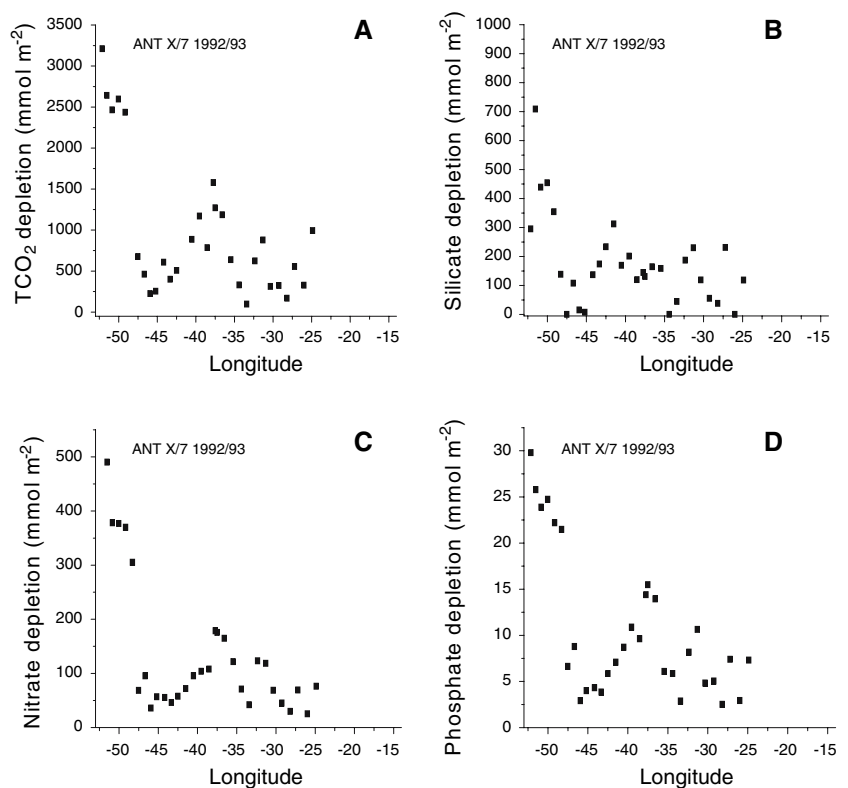 A
ANT X/7 1992/93
TCO2 depletion (mmol m-2)
3500
3000
2500
2000
1500
1000
500
0
-50 -45 -40 -35 -30 -25 -20 -15
Longitude
B
ANT X/7 1992/93
Silicate depletion (mmol m-2)
1000
900
800
700
600
500
400
300
200
100
0
-50 -45 -40 -35 -30 -25 -20 -15
Longitude
C
ANT X/7 1992/93
Nitrate depletion (mmol m-2)
500
400
300
200
100
0
-50 -45 -40 -35 -30 -25 -20 -15
Longitude
D
ANT X/7 1992/93
Phosphate depletion (mmol m-2)
30
25
20
15
10
5
0
-50 -45 -40 -35 -30 -25 -20 -15
Longitude